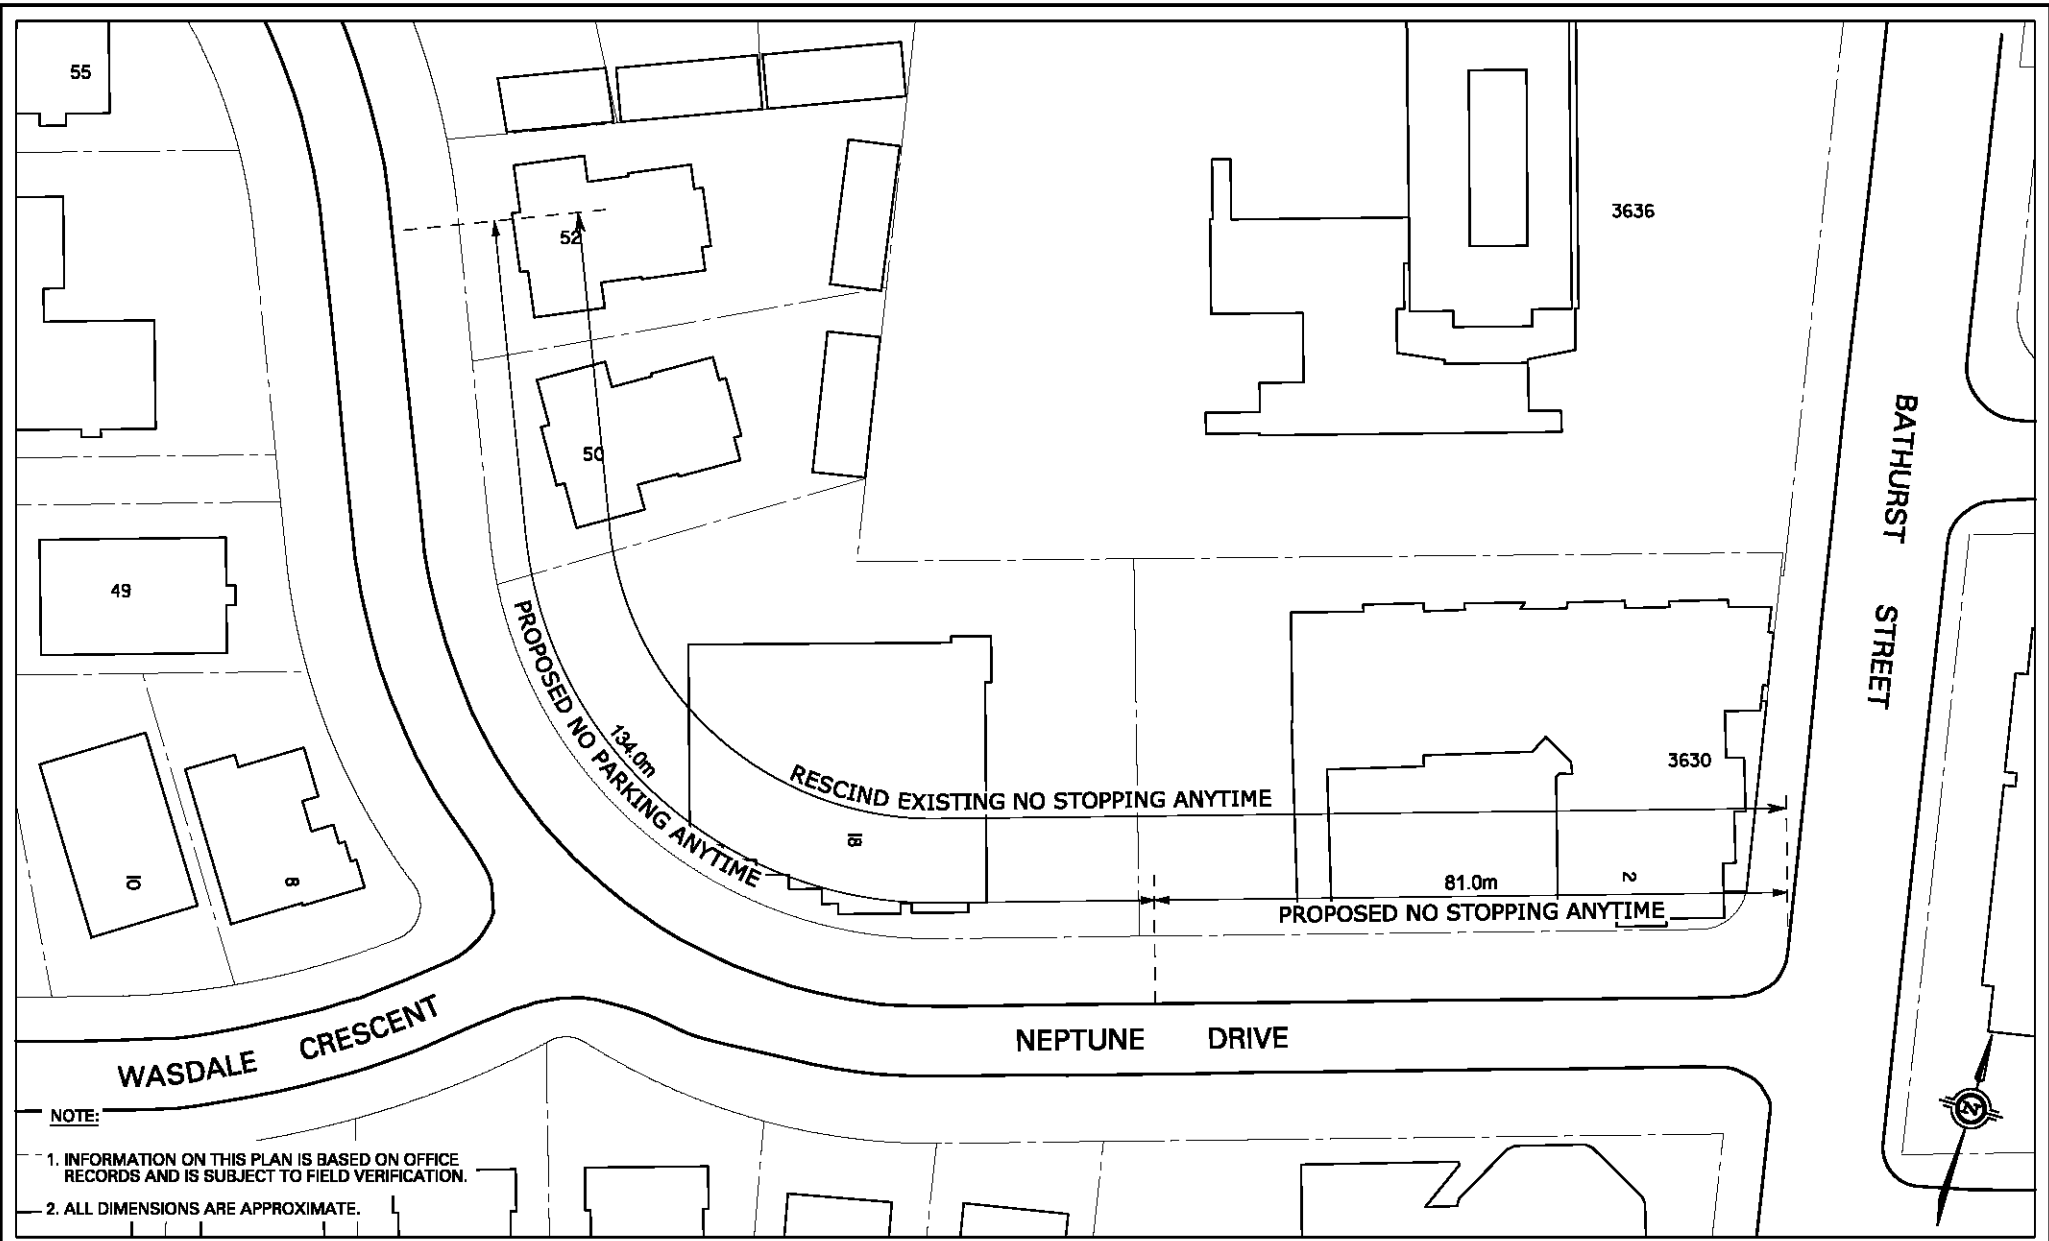 55
3636
52
50
49
BATHURST STREET
PROPOSED NO PARKING ANYTIME
134.0m
RESCIND EXISTING NO STOPPING ANYTIME
3630
18
10
8
2
81.0m
PROPOSED NO STOPPING ANYTIME
WASDALE CRESCENT
NEPTUNE DRIVE
N
NOTE:
1. INFORMATION ON THIS PLAN IS BASED ON OFFICE
RECORDS AND IS SUBJECT TO FIELD VERIFICATION.
2. ALL DIMENSIONS ARE APPROXIMATE.